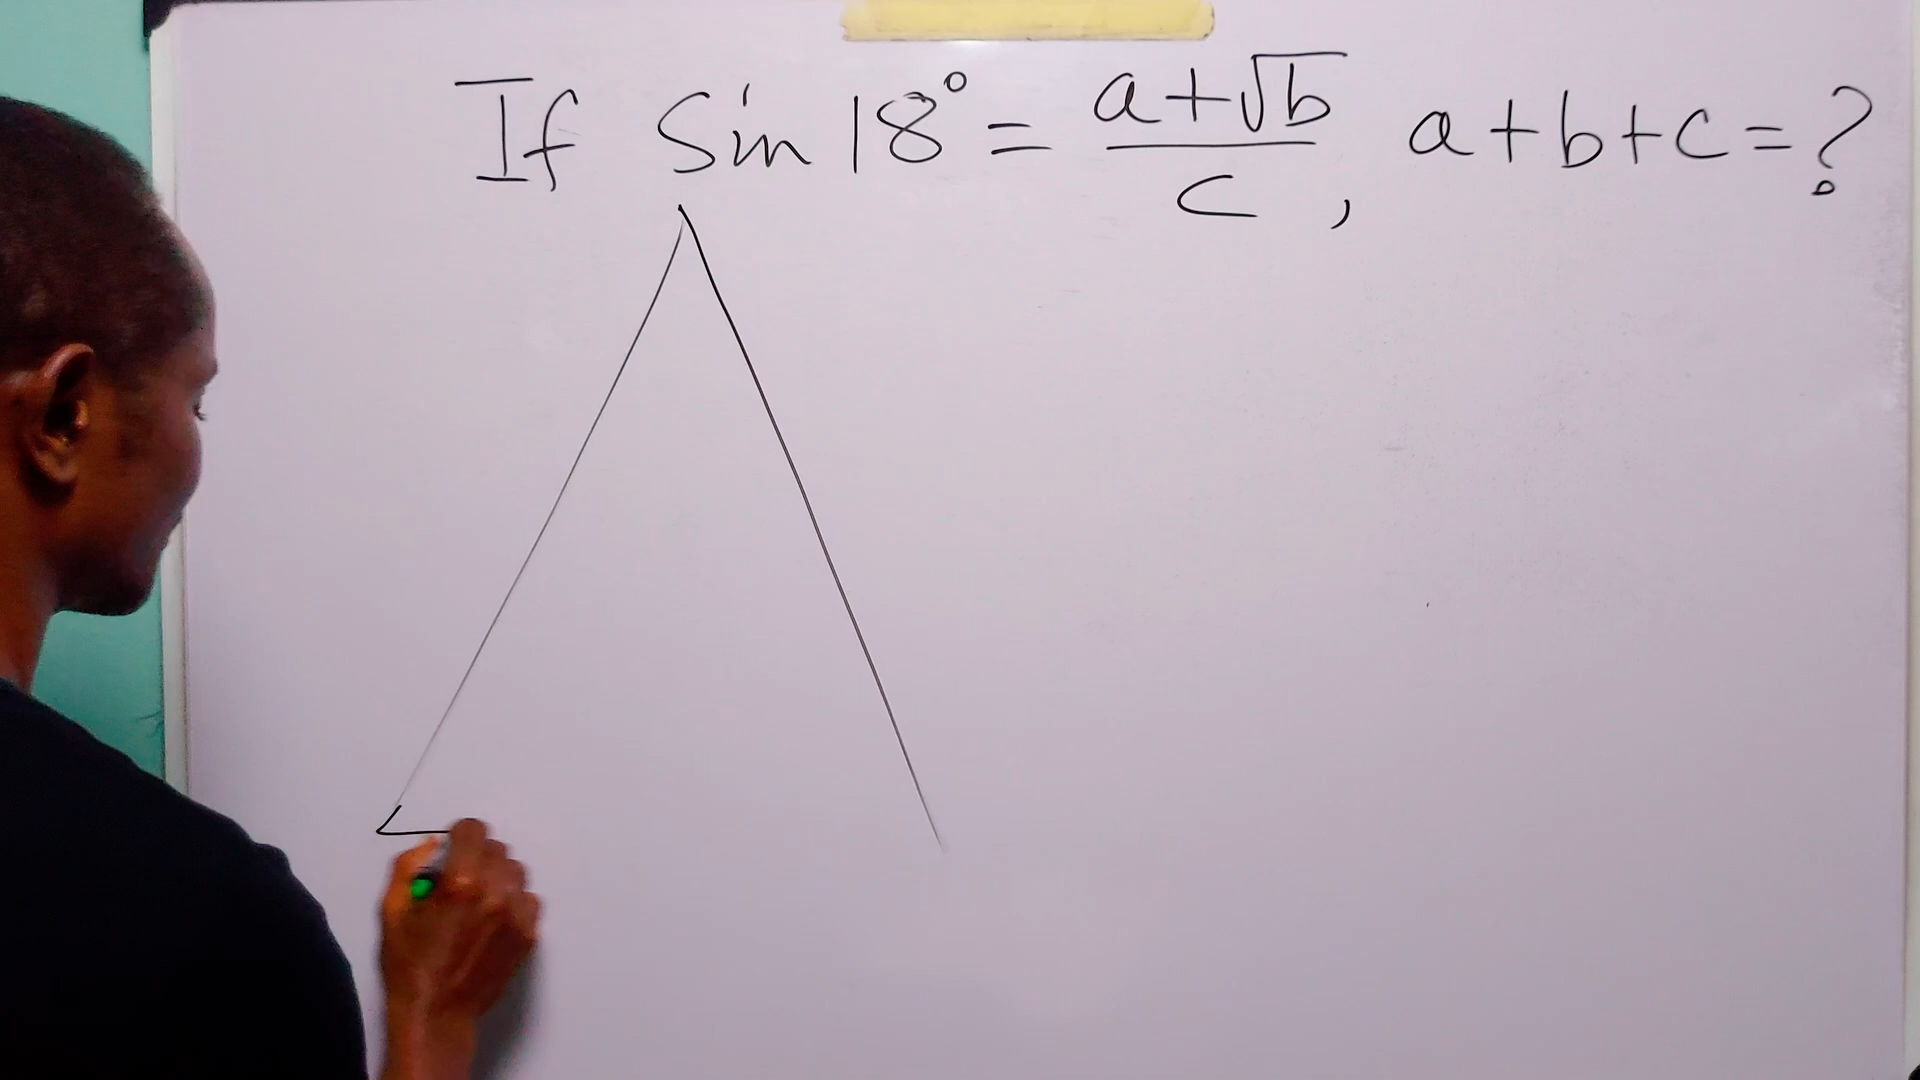 If Sin 18° = (a+√b)/c, a+b+c=?